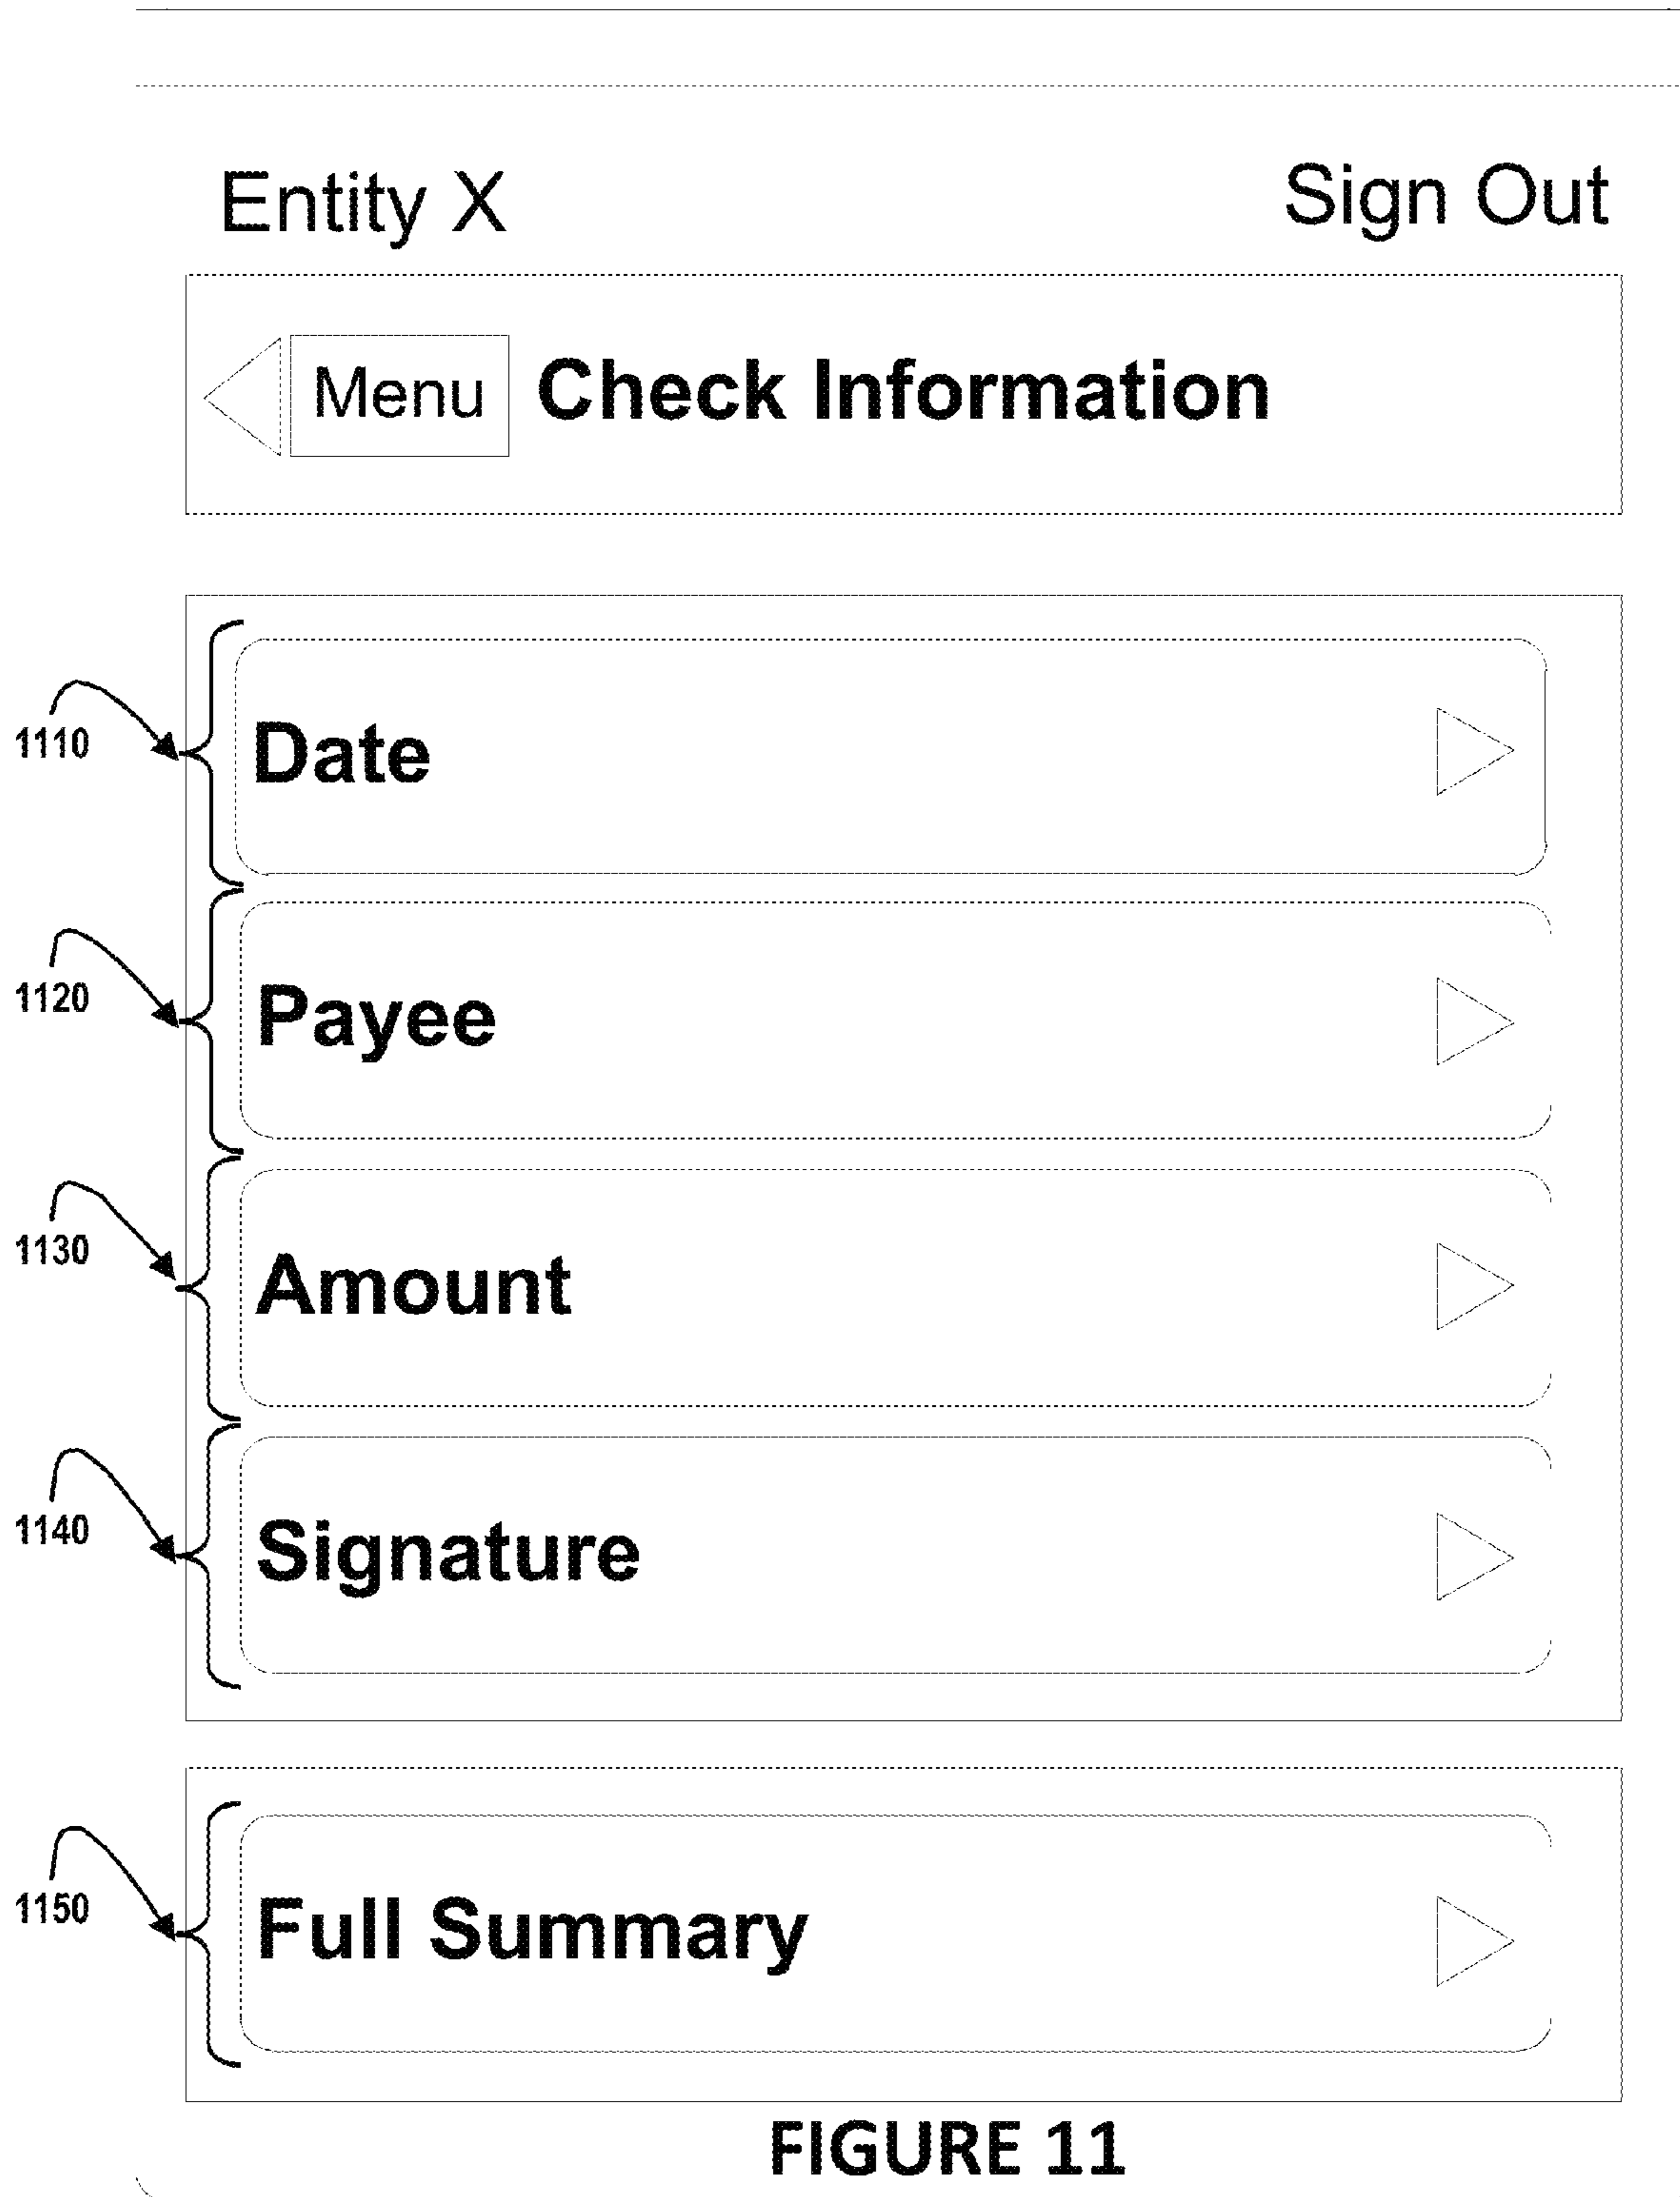 Entity X Sign Out
Menu Check Information
1110 Date
1120 Payee
1130 Amount
1140 Signature
1150 Full Summary
FIGURE 11